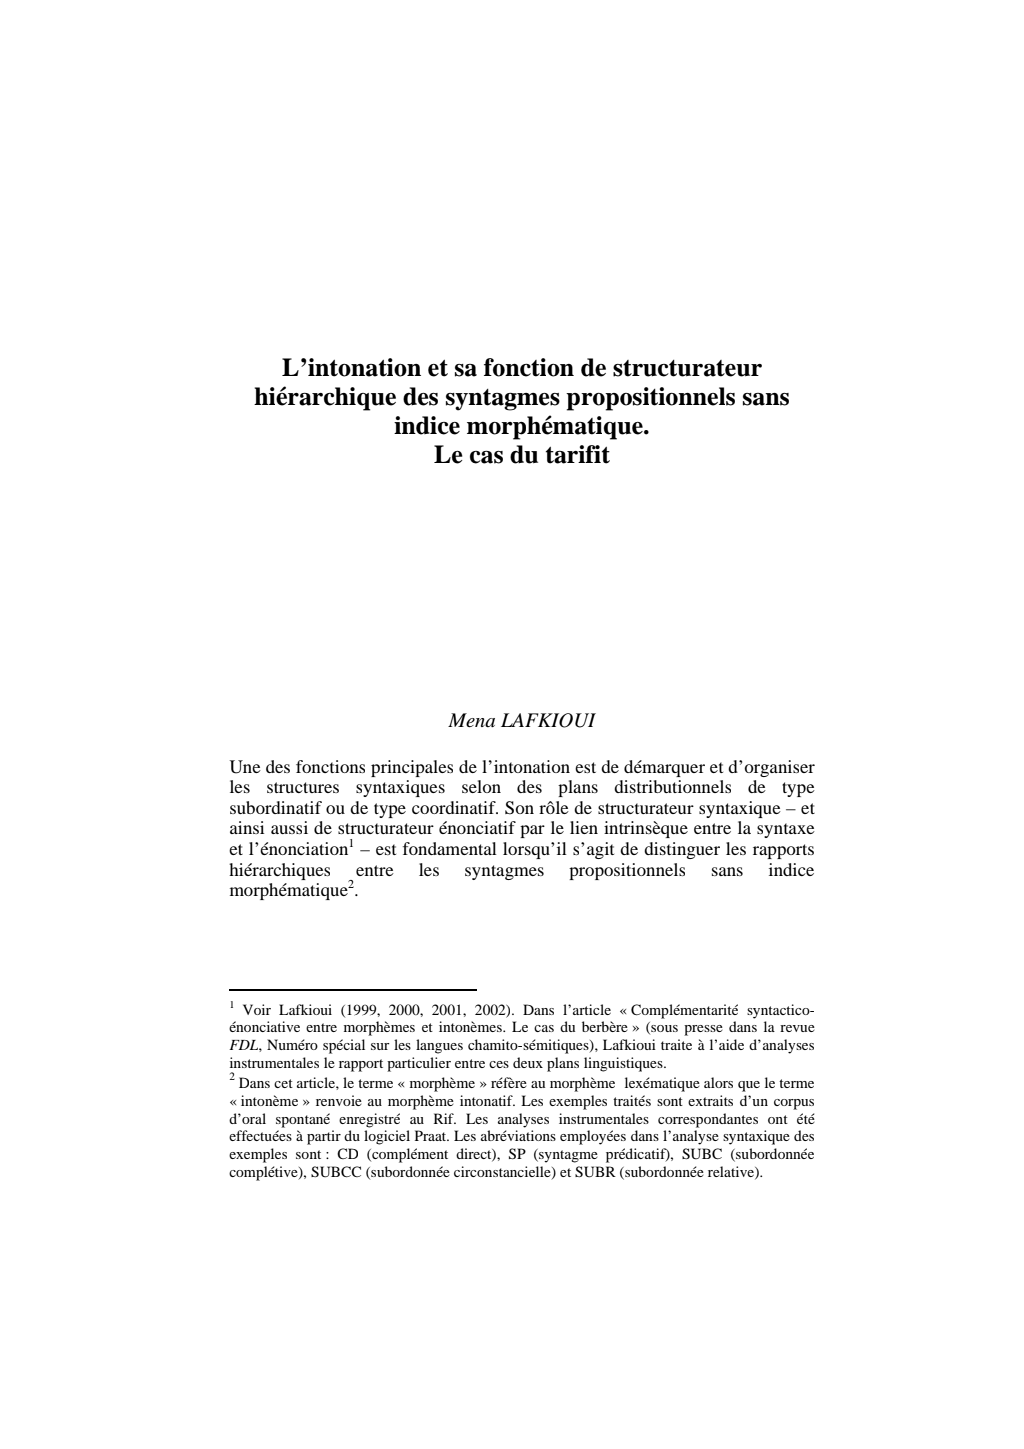 L’intonation et sa fonction de structurateur
hiérarchique des syntagmes propositionnels sans
indice morphématique.
Le cas du tarifit
Mena LAFKIOUI
Une des fonctions principales de l’intonation est de démarquer et d’organiser
les structures syntaxiques selon des plans distributionnels de type
subordinatif ou de type coordinatif. Son rôle de structurateur syntaxique – et
ainsi aussi de structurateur énonciatif par le lien intrinsèque entre la syntaxe
et l’énonciation1 – est fondamental lorsqu’il s’agit de distinguer les rapports
hiérarchiques entre les syntagmes propositionnels sans indice
morphématique2.
1 Voir Lafkioui (1999, 2000, 2001, 2002). Dans l’article « Complémentarité syntactico-
énonciative entre morphèmes et intonèmes. Le cas du berbère » (sous presse dans la revue
FDL, Numéro spécial sur les langues chamito-sémitiques), Lafkioui traite à l’aide d’analyses
instrumentales le rapport particulier entre ces deux plans linguistiques.
2 Dans cet article, le terme « morphème » réfère au morphème lexématique alors que le terme
« intonème » renvoie au morphème intonatif. Les exemples traités sont extraits d’un corpus
d’oral spontané enregistré au Rif. Les analyses instrumentales correspondantes ont été
effectuées à partir du logiciel Praat. Les abréviations employées dans l’analyse syntaxique des
exemples sont : CD (complément direct), SP (syntagme prédicatif), SUBC (subordonnée
complétive), SUBCC (subordonnée circonstancielle) et SUBR (subordonnée relative).